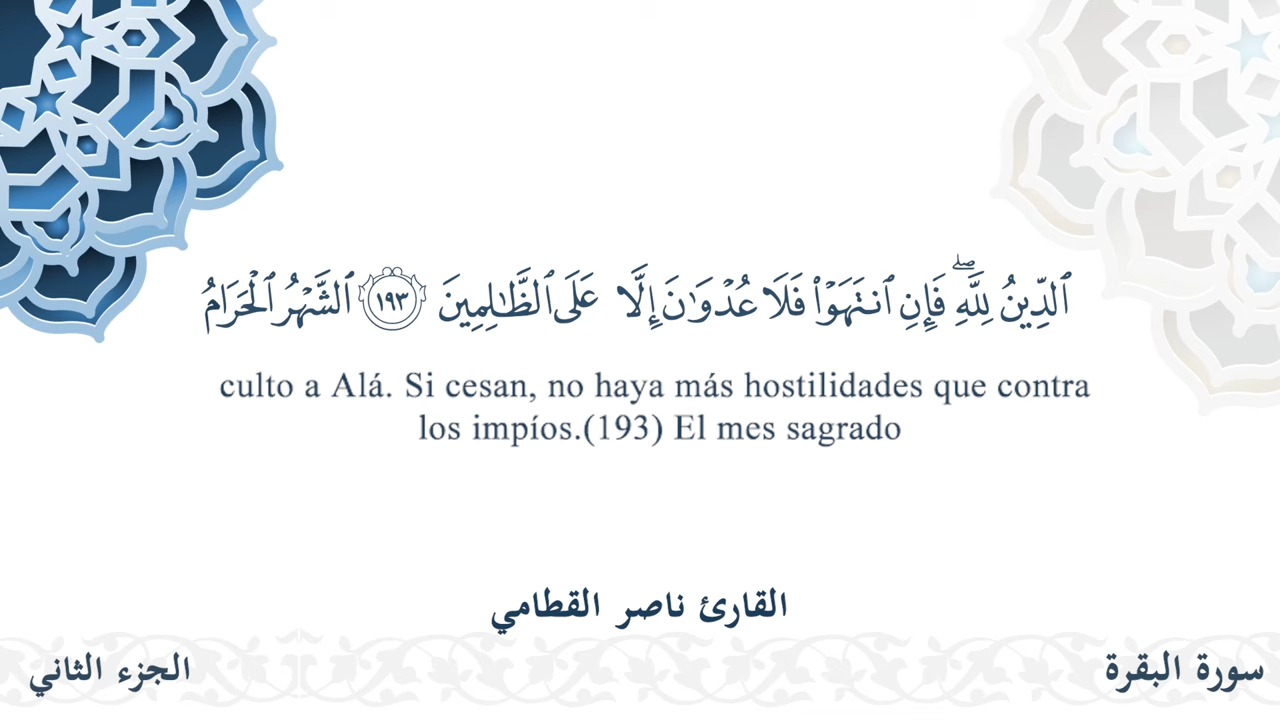 ٱلدِّينُ لِلَّهِۖ فَإِنِ ٱنتَهَوْا۟ فَلَا عُدْوَٰنَ إِلَّا عَلَى ٱلظَّـٰلِمِينَ ١٩٣ ٱلشَّهْرُ ٱلْحَرَامُ
culto a Alá. Si cesan, no haya más hostilidades que contra
los impíos.(193) El mes sagrado
القارئ ناصر القطامي
سورة البقرة
الجزء الثاني